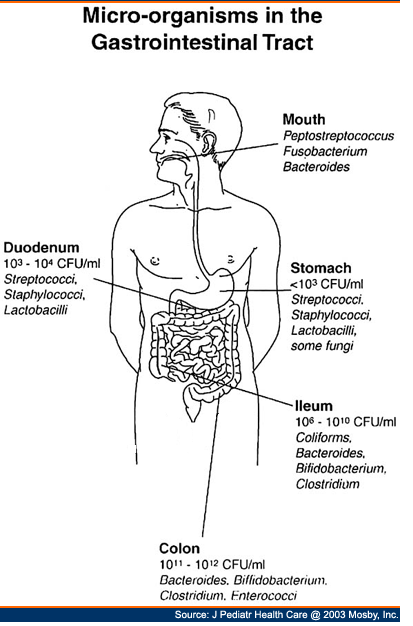 Micro-organisms in the
Gastrointestinal Tract
Mouth
Peptostreptococcus
Fusobacterium
Bacteroides
Duodenum
10³ - 10⁴ CFU/ml
Streptococci,
Staphylococci,
Lactobacilli
Stomach
<10³ CFU/ml
Streptococci,
Staphylococci,
Lactobacilli,
some fungi
Ileum
10⁶ - 10¹⁰ CFU/ml
Coliforms,
Bacteroides,
Bifidobacterium,
Clostridium
Colon
10¹¹ - 10¹² CFU/ml
Bacteroides, Biffidobacterium,
Clostridium, Enterococci
Source: J Pediatr Health Care @ 2003 Mosby, Inc.